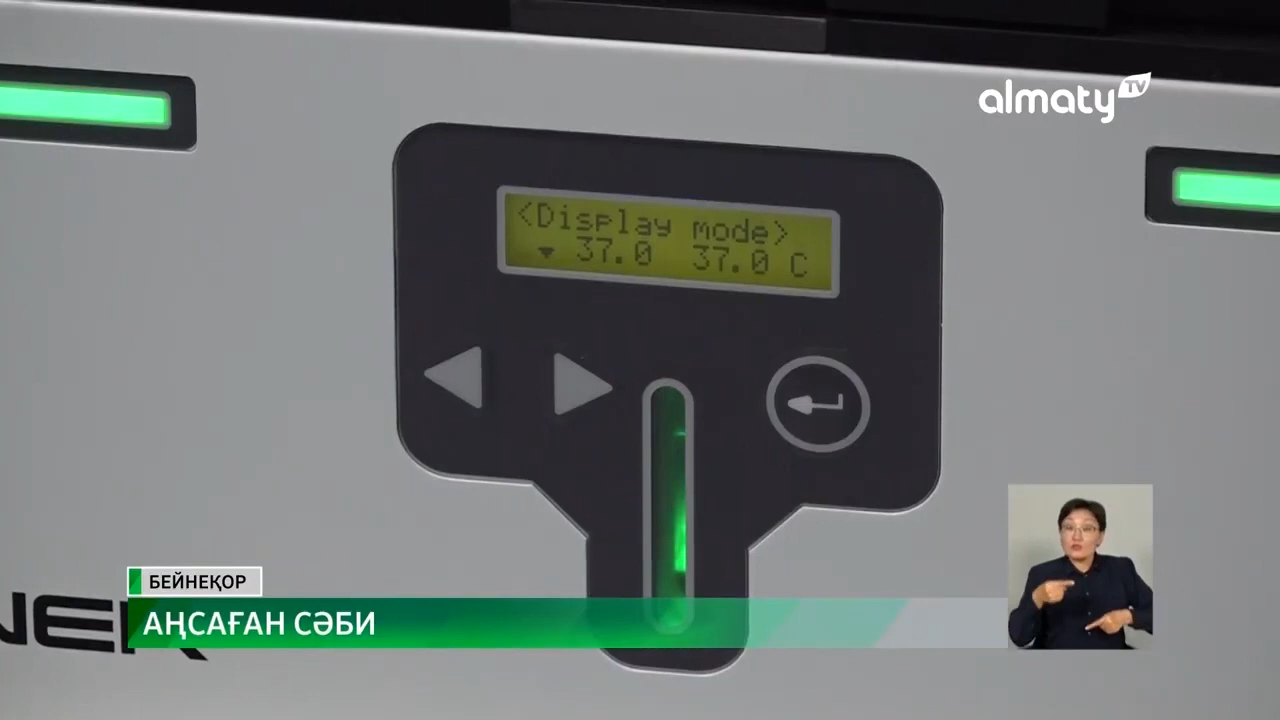 almaty TV
<Display mode>
37.0 37.0 C
БЕЙНЕҚОР
АҢСАҒАН СӘБИ